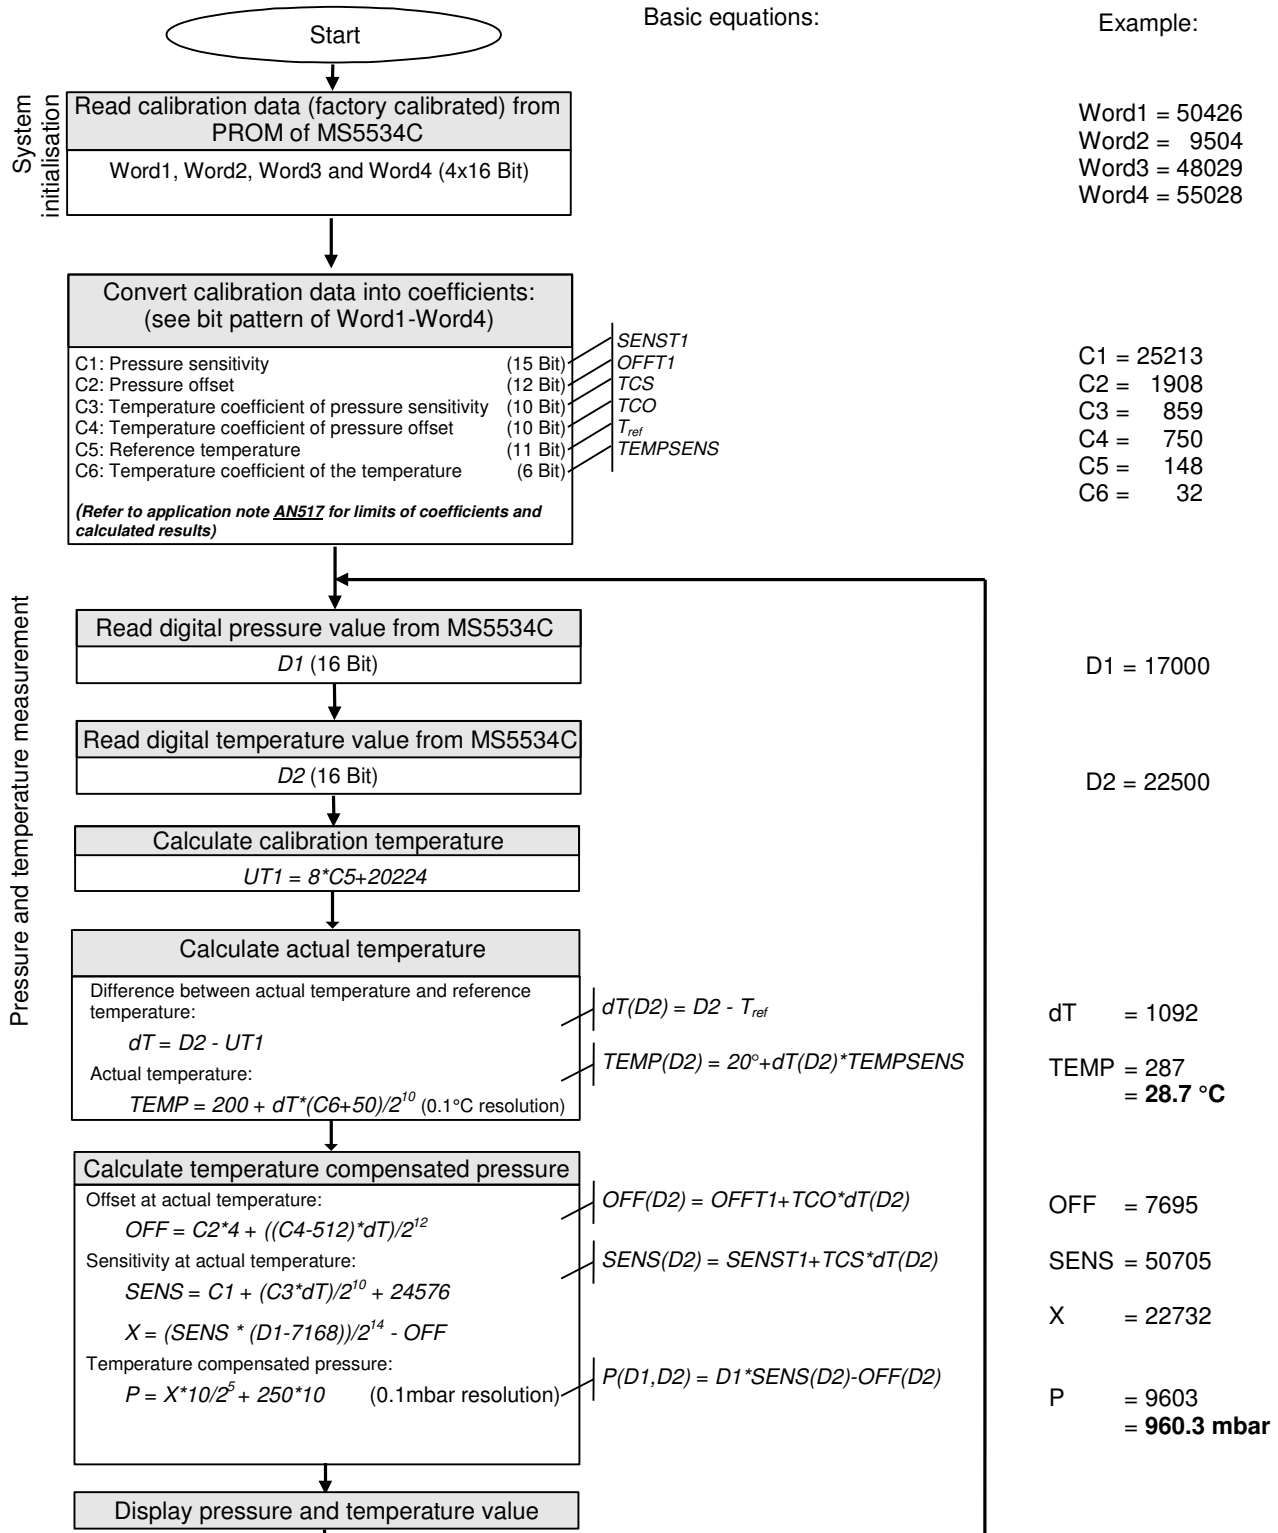 Basic equations:
Example:
Start
System
initialisation
Read calibration data (factory calibrated) from
PROM of MS5534C
Word1, Word2, Word3 and Word4 (4x16 Bit)
Word1 = 50426
Word2 = 9504
Word3 = 48029
Word4 = 55028
Convert calibration data into coefficients:
(see bit pattern of Word1-Word4)
C1: Pressure sensitivity (15 Bit)
C2: Pressure offset (12 Bit)
C3: Temperature coefficient of pressure sensitivity (10 Bit)
C4: Temperature coefficient of pressure offset (10 Bit)
C5: Reference temperature (11 Bit)
C6: Temperature coefficient of the temperature (6 Bit)
(Refer to application note AN517 for limits of coefficients and
calculated results)
SENST1
OFFT1
TCS
TCO
T_ref
TEMPSENS
C1 = 25213
C2 = 1908
C3 = 859
C4 = 750
C5 = 148
C6 = 32
Pressure and temperature measurement
Read digital pressure value from MS5534C
D1 (16 Bit)
D1 = 17000
Read digital temperature value from MS5534C
D2 (16 Bit)
D2 = 22500
Calculate calibration temperature
UT1 = 8*C5+20224
Calculate actual temperature
Difference between actual temperature and reference
temperature:
dT = D2 - UT1
dT(D2) = D2 - T_ref
dT = 1092
Actual temperature:
TEMP = 200 + dT*(C6+50)/2^10 (0.1°C resolution)
TEMP(D2) = 20°+dT(D2)*TEMPSENS
TEMP = 287
= 28.7 °C
Calculate temperature compensated pressure
Offset at actual temperature:
OFF = C2*4 + ((C4-512)*dT)/2^12
OFF(D2) = OFFT1+TCO*dT(D2)
OFF = 7695
Sensitivity at actual temperature:
SENS = C1 + (C3*dT)/2^10 + 24576
SENS(D2) = SENST1+TCS*dT(D2)
SENS = 50705
X = (SENS * (D1-7168))/2^14 - OFF
X = 22732
Temperature compensated pressure:
P = X*10/2^5 + 250*10 (0.1mbar resolution)
P(D1,D2) = D1*SENS(D2)-OFF(D2)
P = 9603
= 960.3 mbar
Display pressure and temperature value